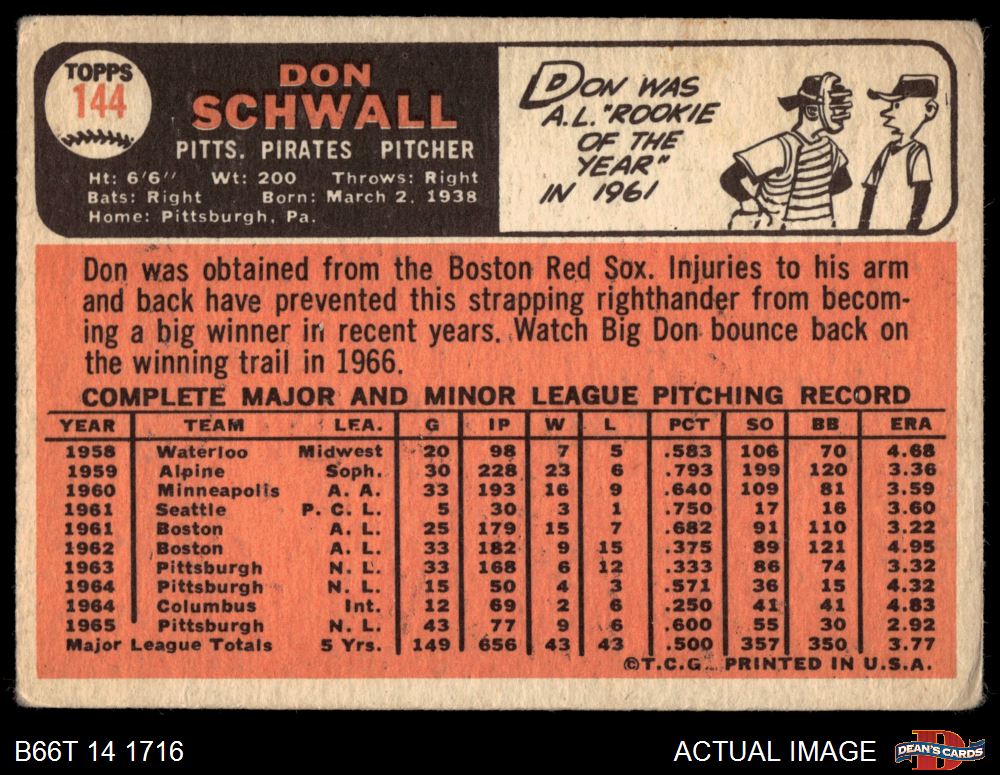 TOPPS
144
DON
SCHWALL
PITTS. PIRATES PITCHER
Ht: 6'6" Wt: 200 Throws: Right
Bats: Right Born: March 2, 1938
Home: Pittsburgh, Pa.
DON WAS
A.L. "ROOKIE
OF THE
YEAR"
IN 1961
Don was obtained from the Boston Red Sox. Injuries to his arm
and back have prevented this strapping righthander from becom-
ing a big winner in recent years. Watch Big Don bounce back on
the winning trail in 1966.
COMPLETE MAJOR AND MINOR LEAGUE PITCHING RECORD
YEAR TEAM LEA. G IP W L PCT SO BB ERA
1958 Waterloo Midwest 20 98 7 5 .583 106 70 4.68
1959 Alpine Soph. 30 228 23 6 .793 199 120 3.36
1960 Minneapolis A. A. 33 193 16 9 .640 109 81 3.59
1961 Seattle P. C. L. 5 30 3 1 .750 17 16 3.60
1961 Boston A. L. 25 179 15 7 .682 91 110 3.22
1962 Boston A. L. 33 182 9 15 .375 89 121 4.95
1963 Pittsburgh N. L. 33 168 6 12 .333 86 74 3.32
1964 Pittsburgh N. L. 15 50 4 3 .571 36 15 4.32
1964 Columbus Int. 12 69 2 6 .250 41 41 4.83
1965 Pittsburgh N. L. 43 77 9 6 .600 55 30 2.92
Major League Totals 5 Yrs. 149 656 43 43 .500 357 350 3.77
©T.C.G. PRINTED IN U.S.A.
B66T 14 1716
ACTUAL IMAGE
DEAN'S CARDS